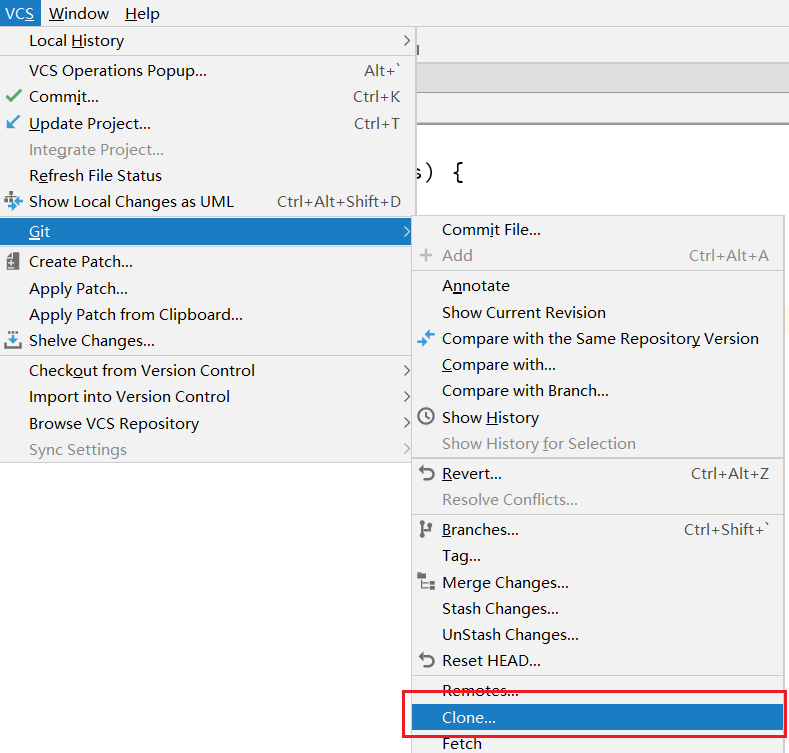 VCS Window Help
Local History
VCS Operations Popup... Alt+`
Commit... Ctrl+K
Update Project... Ctrl+T
Integrate Project...
Refresh File Status
Show Local Changes as UML Ctrl+Alt+Shift+D
Git
Create Patch...
Apply Patch...
Apply Patch from Clipboard...
Shelve Changes...
Checkout from Version Control
Import into Version Control
Browse VCS Repository
Sync Settings
) {
Commit File...
Add Ctrl+Alt+A
Annotate
Show Current Revision
Compare with the Same Repository Version
Compare with...
Compare with Branch...
Show History
Show History for Selection
Revert... Ctrl+Alt+Z
Resolve Conflicts...
Branches... Ctrl+Shift+`
Tag...
Merge Changes...
Stash Changes...
UnStash Changes...
Reset HEAD...
Remotes...
Clone...
Fetch